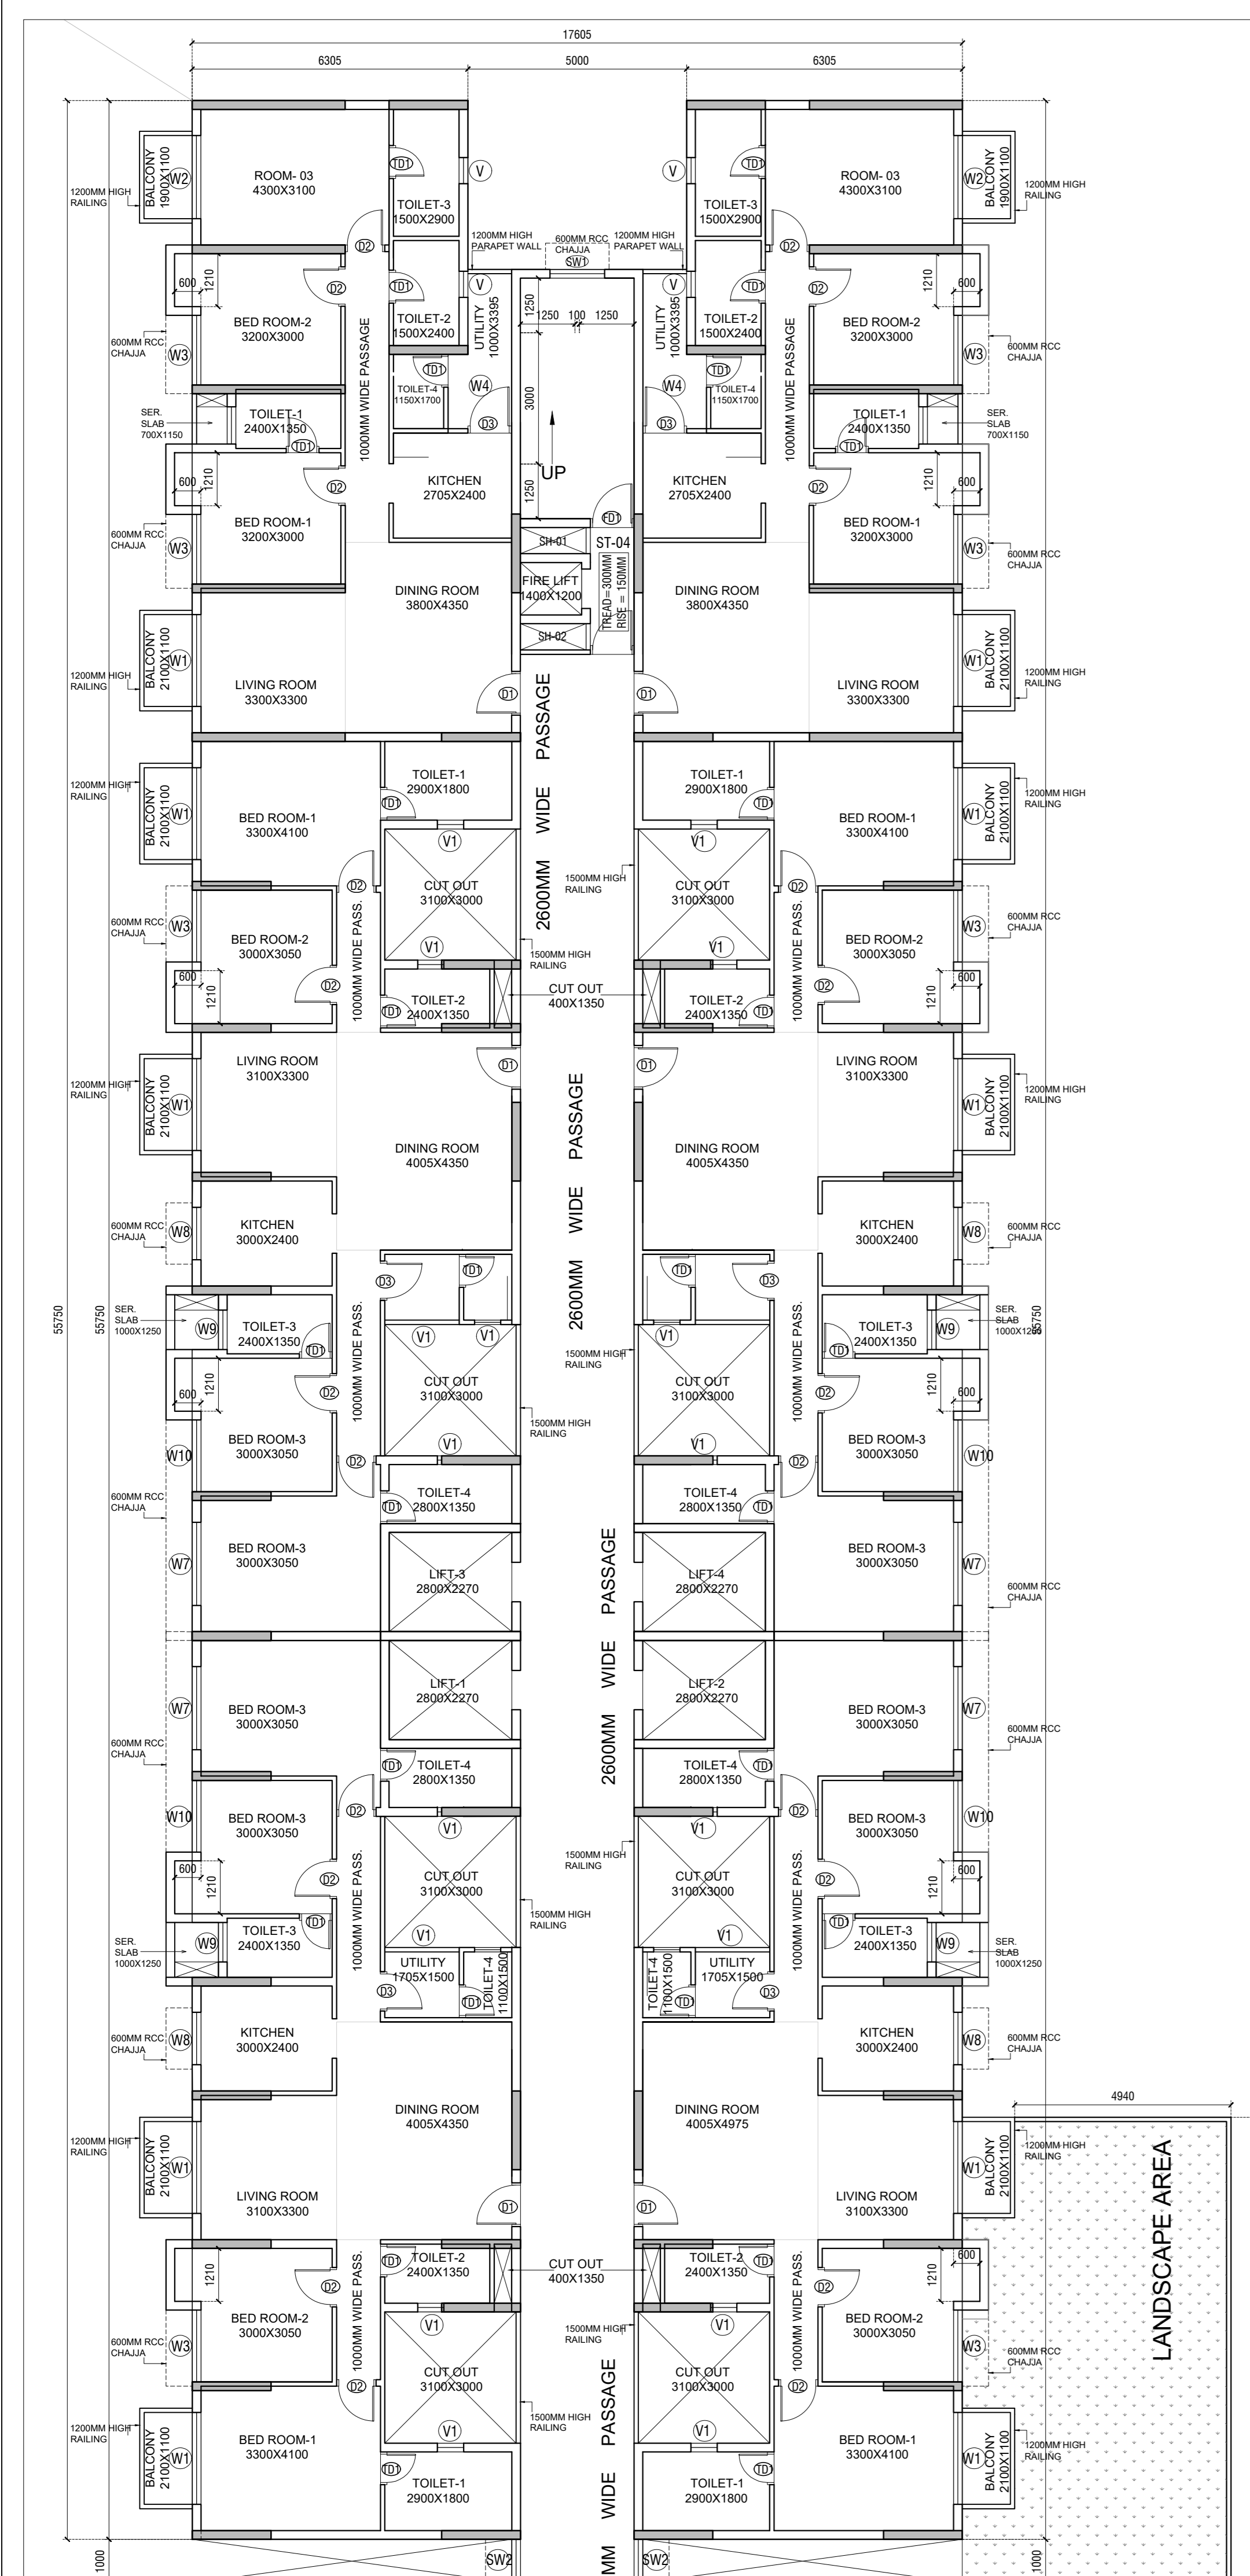 17605
6305
5000
6305
BALCONY
1900X1100
W2
ROOM- 03
4300X3100
TD1
V
V
TD1
ROOM- 03
4300X3100
W2
BALCONY
1900X1100
1200MM HIGH
RAILING
1200MM HIGH
RAILING
TOILET-3
1500X2900
TOILET-3
1500X2900
D2
1200MM HIGH
PARAPET WALL
600MM RCC
CHAJJA
SW1
1200MM HIGH
PARAPET WALL
D2
600
1210
D2
TD1
V
V
TD1
D2
1210
600
BED ROOM-2
3200X3000
TOILET-2
1500X2400
UTILITY
1000X3395
1250
1250
100
1250
UTILITY
1000X3395
TOILET-2
1500X2400
BED ROOM-2
3200X3000
600MM RCC
CHAJJA
W3
1000MM WIDE PASSAGE
TD1
TOILET-4
1150X1700
W4
3000
W4
TD1
TOILET-4
1150X1700
1000MM WIDE PASSAGE
W3
600MM RCC
CHAJJA
SER.
SLAB
700X1150
TOILET-1
2400X1350
TD1
D3
D3
TOILET-1
2400X1350
TD1
SER.
SLAB
700X1150
600
1210
D2
KITCHEN
2705X2400
UP
1250
KITCHEN
2705X2400
D2
1210
600
BED ROOM-1
3200X3000
FD1
BED ROOM-1
3200X3000
600MM RCC
CHAJJA
W3
SH-01
ST-04
W3
600MM RCC
CHAJJA
DINING ROOM
3800X4350
FIRE LIFT
1400X1200
TREAD=300MM
RISE = 150MM
DINING ROOM
3800X4350
SH-02
BALCONY
2100X1100
W1
LIVING ROOM
3300X3300
D1
D1
LIVING ROOM
3300X3300
W1
BALCONY
2100X1100
1200MM HIGH
RAILING
1200MM HIGH
RAILING
2600MM WIDE PASSAGE
1200MM HIGH
RAILING
BALCONY
2100X1100
W1
BED ROOM-1
3300X4100
TOILET-1
2900X1800
TD1
TOILET-1
2900X1800
TD1
BED ROOM-1
3300X4100
W1
BALCONY
2100X1100
1200MM HIGH
RAILING
V1
V1
D2
CUT OUT
3100X3000
1500MM HIGH
RAILING
CUT OUT
3100X3000
D2
600MM RCC
CHAJJA
W3
BED ROOM-2
3000X3050
1000MM WIDE PASS.
V1
1500MM HIGH
RAILING
V1
1000MM WIDE PASS.
BED ROOM-2
3000X3050
W3
600MM RCC
CHAJJA
600
1210
D2
TD1
TOILET-2
2400X1350
CUT OUT
400X1350
TOILET-2
2400X1350
TD1
D2
1210
600
1200MM HIGH
RAILING
BALCONY
2100X1100
W1
LIVING ROOM
3100X3300
D1
D1
LIVING ROOM
3100X3300
W1
BALCONY
2100X1100
1200MM HIGH
RAILING
DINING ROOM
4005X4350
2600MM WIDE PASSAGE
DINING ROOM
4005X4350
600MM RCC
CHAJJA
W8
KITCHEN
3000X2400
KITCHEN
3000X2400
W8
600MM RCC
CHAJJA
D3
TD1
TD1
D3
55750
55750
SER.
SLAB
1000X1250
W9
TOILET-3
2400X1350
TD1
V1
V1
V1
TOILET-3
2400X1350
TD1
W9
SER.
SLAB
1000X1250
55750
600
1210
D2
1000MM WIDE PASS.
CUT OUT
3100X3000
1500MM HIGH
RAILING
CUT OUT
3100X3000
1000MM WIDE PASS.
D2
1210
600
W10
BED ROOM-3
3000X3050
D2
V1
1500MM HIGH
RAILING
V1
D2
BED ROOM-3
3000X3050
W10
600MM RCC
CHAJJA
TD1
TOILET-4
2800X1350
TOILET-4
2800X1350
TD1
W7
BED ROOM-3
3000X3050
LIFT-3
2800X2270
LIFT-4
2800X2270
BED ROOM-3
3000X3050
W7
600MM RCC
CHAJJA
2600MM WIDE PASSAGE
W7
BED ROOM-3
3000X3050
LIFT-1
2800X2270
LIFT-2
2800X2270
BED ROOM-3
3000X3050
W7
600MM RCC
CHAJJA
600MM RCC
CHAJJA
TD1
TOILET-4
2800X1350
TOILET-4
2800X1350
TD1
W10
BED ROOM-3
3000X3050
D2
V1
V1
D2
BED ROOM-3
3000X3050
W10
1500MM HIGH
RAILING
600
1210
D2
1000MM WIDE PASS.
CUT OUT
3100X3000
1500MM HIGH
RAILING
CUT OUT
3100X3000
1000MM WIDE PASS.
D2
1210
600
SER.
SLAB
1000X1250
W9
TOILET-3
2400X1350
TD1
V1
V1
TD1
TOILET-3
2400X1350
W9
SER.
SLAB
1000X1250
D3
UTILITY
1705X1500
TD1
TOILET-4
1100X1500
TOILET-4
1100X1500
TD1
UTILITY
1705X1500
D3
600MM RCC
CHAJJA
W8
KITCHEN
3000X2400
KITCHEN
3000X2400
W8
600MM RCC
CHAJJA
DINING ROOM
4005X4350
DINING ROOM
4005X4975
4940
1200MM HIGH
RAILING
BALCONY
2100X1100
W1
LIVING ROOM
3100X3300
D1
D1
LIVING ROOM
3100X3300
W1
BALCONY
2100X1100
1200MM HIGH
RAILING
LANDSCAPE AREA
1210
D2
TD1
TOILET-2
2400X1350
CUT OUT
400X1350
TOILET-2
2400X1350
TD1
D2
1210
600
600MM RCC
CHAJJA
W3
BED ROOM-2
3000X3050
1000MM WIDE PASS.
V1
1500MM HIGH
RAILING
V1
1000MM WIDE PASS.
BED ROOM-2
3000X3050
W3
600MM RCC
CHAJJA
D2
CUT OUT
3100X3000
CUT OUT
3100X3000
D2
1200MM HIGH
RAILING
BALCONY
2100X1100
W1
BED ROOM-1
3300X4100
V1
1500MM HIGH
RAILING
V1
BED ROOM-1
3300X4100
W1
BALCONY
2100X1100
1200MM HIGH
RAILING
TD1
TOILET-1
2900X1800
TOILET-1
2900X1800
TD1
MM WIDE PASSAGE
1000
SW2
SW2
1000